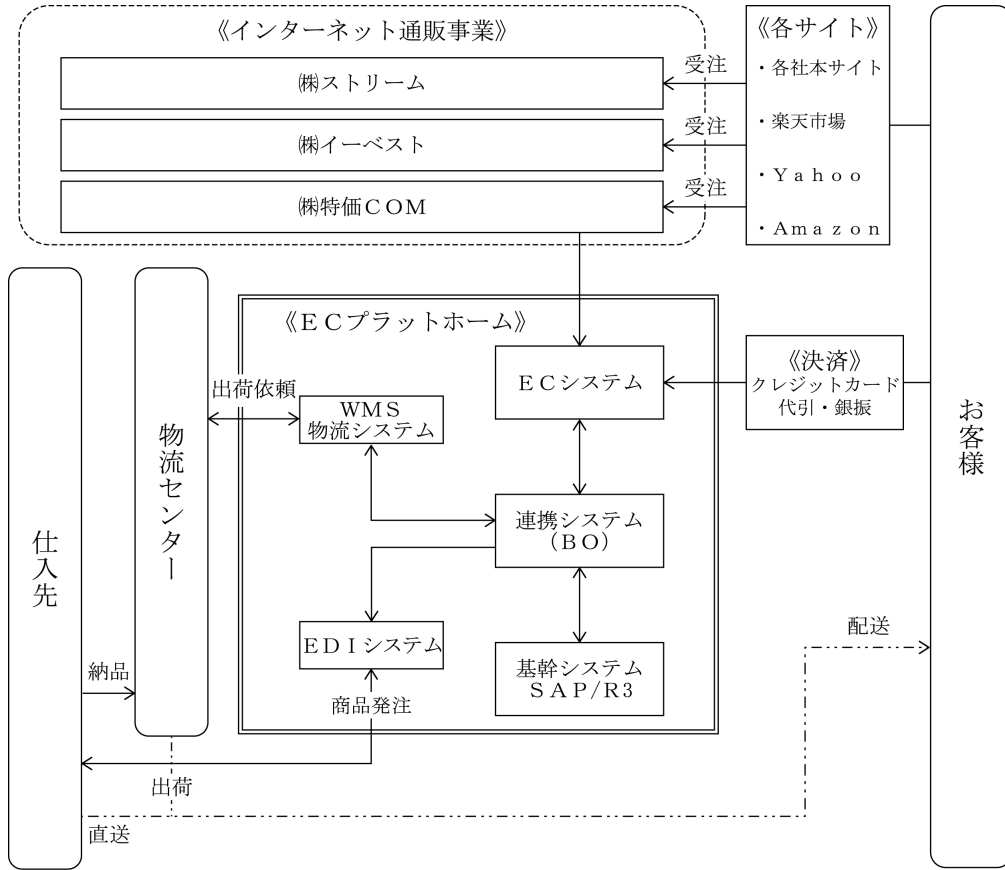 《インターネット通販事業》
㈱ストリーム
㈱イーベスト
㈱特価ＣＯＭ
受注
受注
受注
《各サイト》
・各社本サイト
・楽天市場
・Ｙａｈｏｏ
・Ａｍａｚｏｎ
《ＥＣプラットホーム》
ＥＣシステム
《決済》
クレジットカード
代引・銀振
お客様
出荷依頼
ＷＭＳ
物流システム
物流センター
連携システム
（ＢＯ）
仕入先
ＥＤＩシステム
基幹システム
ＳＡＰ/Ｒ3
配送
納品
商品発注
出荷
直送